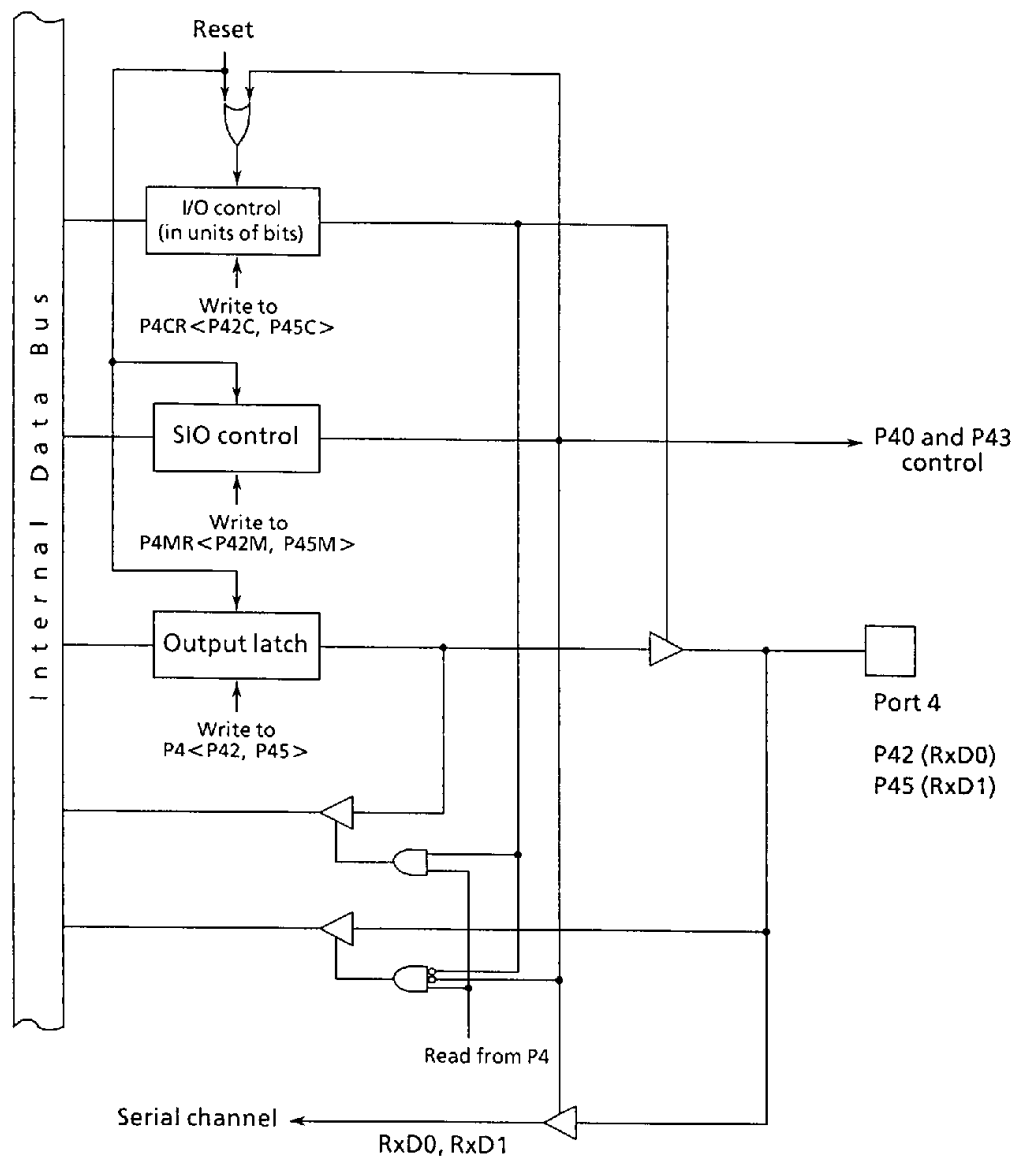 Reset
I/O control
(in units of bits)
Write to
P4CR<P42C, P45C>
Internal Data Bus
SIO control
P40 and P43
control
Write to
P4MR<P42M, P45M>
Output latch
Port 4
Write to
P4<P42, P45>
P42 (RxD0)
P45 (RxD1)
Read from P4
Serial channel
RxD0, RxD1